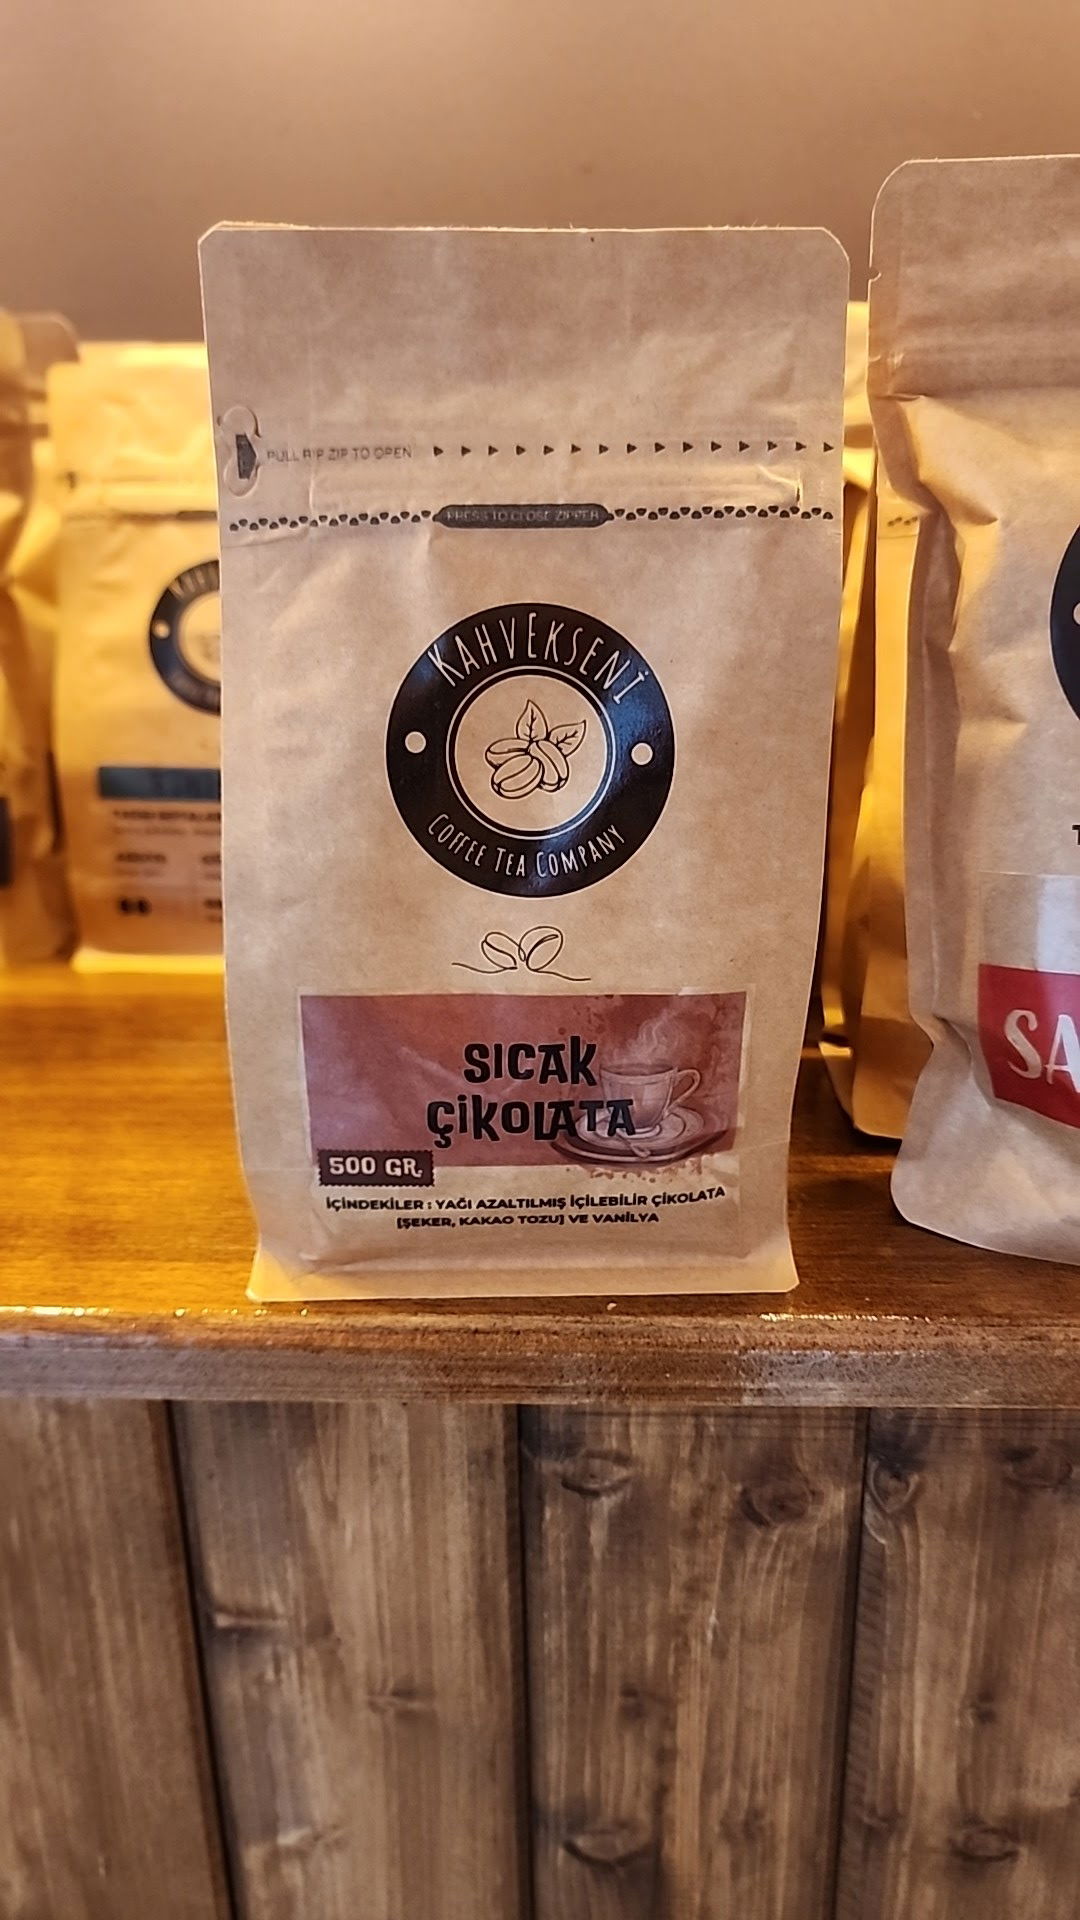 PULL RIP ZIP TO OPEN
PRESS TO CLOSE ZIPPER
KAHVEKSENİ
COFFEE TEA COMPANY
SICAK
ÇİKOLATA
500 GR.
İÇİNDEKİLER : YAĞI AZALTILMIŞ İÇİLEBİLİR ÇİKOLATA
[ŞEKER, KAKAO TOZU] VE VANİLYA
SA